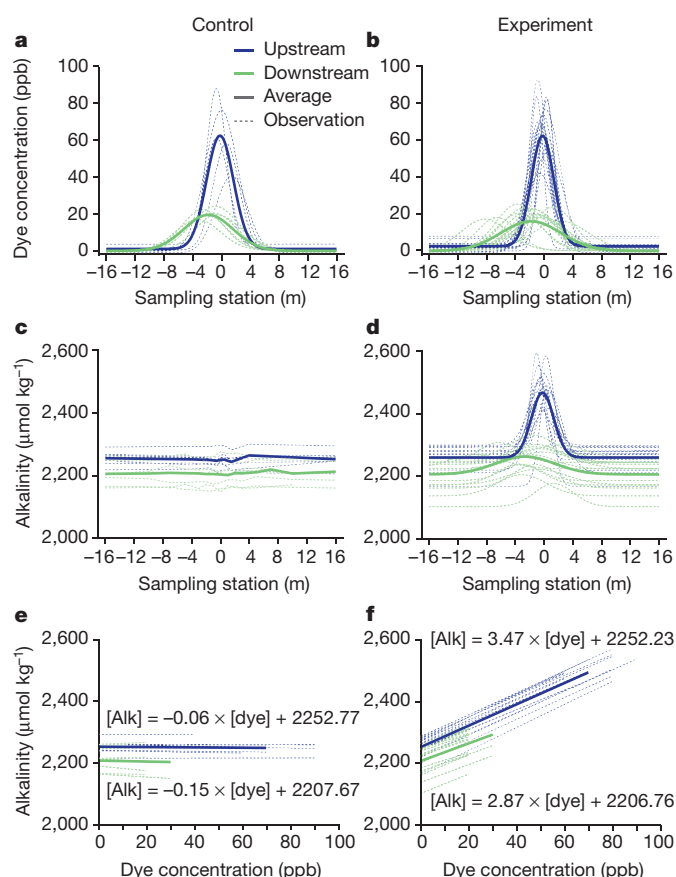 Control
Experiment
a
b
Upstream
Downstream
Average
Observation
Dye concentration (ppb)
100
80
60
40
20
0
−16 −12 −8 −4 0 4 8 12 16
Sampling station (m)
100
80
60
40
20
0
−16 −12 −8 −4 0 4 8 12 16
Sampling station (m)
c
d
Alkalinity (μmol kg−1)
2,600
2,400
2,200
2,000
−16 −12 −8 −4 0 4 8 12 16
Sampling station (m)
2,600
2,400
2,200
2,000
−16 −12 −8 −4 0 4 8 12 16
Sampling station (m)
e
f
Alkalinity (μmol kg−1)
2,600
2,400
2,200
2,000
[Alk] = −0.06 × [dye] + 2252.77
[Alk] = −0.15 × [dye] + 2207.67
0 20 40 60 80 100
Dye concentration (ppb)
2,600
2,400
2,200
2,000
[Alk] = 3.47 × [dye] + 2252.23
[Alk] = 2.87 × [dye] + 2206.76
0 20 40 60 80 100
Dye concentration (ppb)